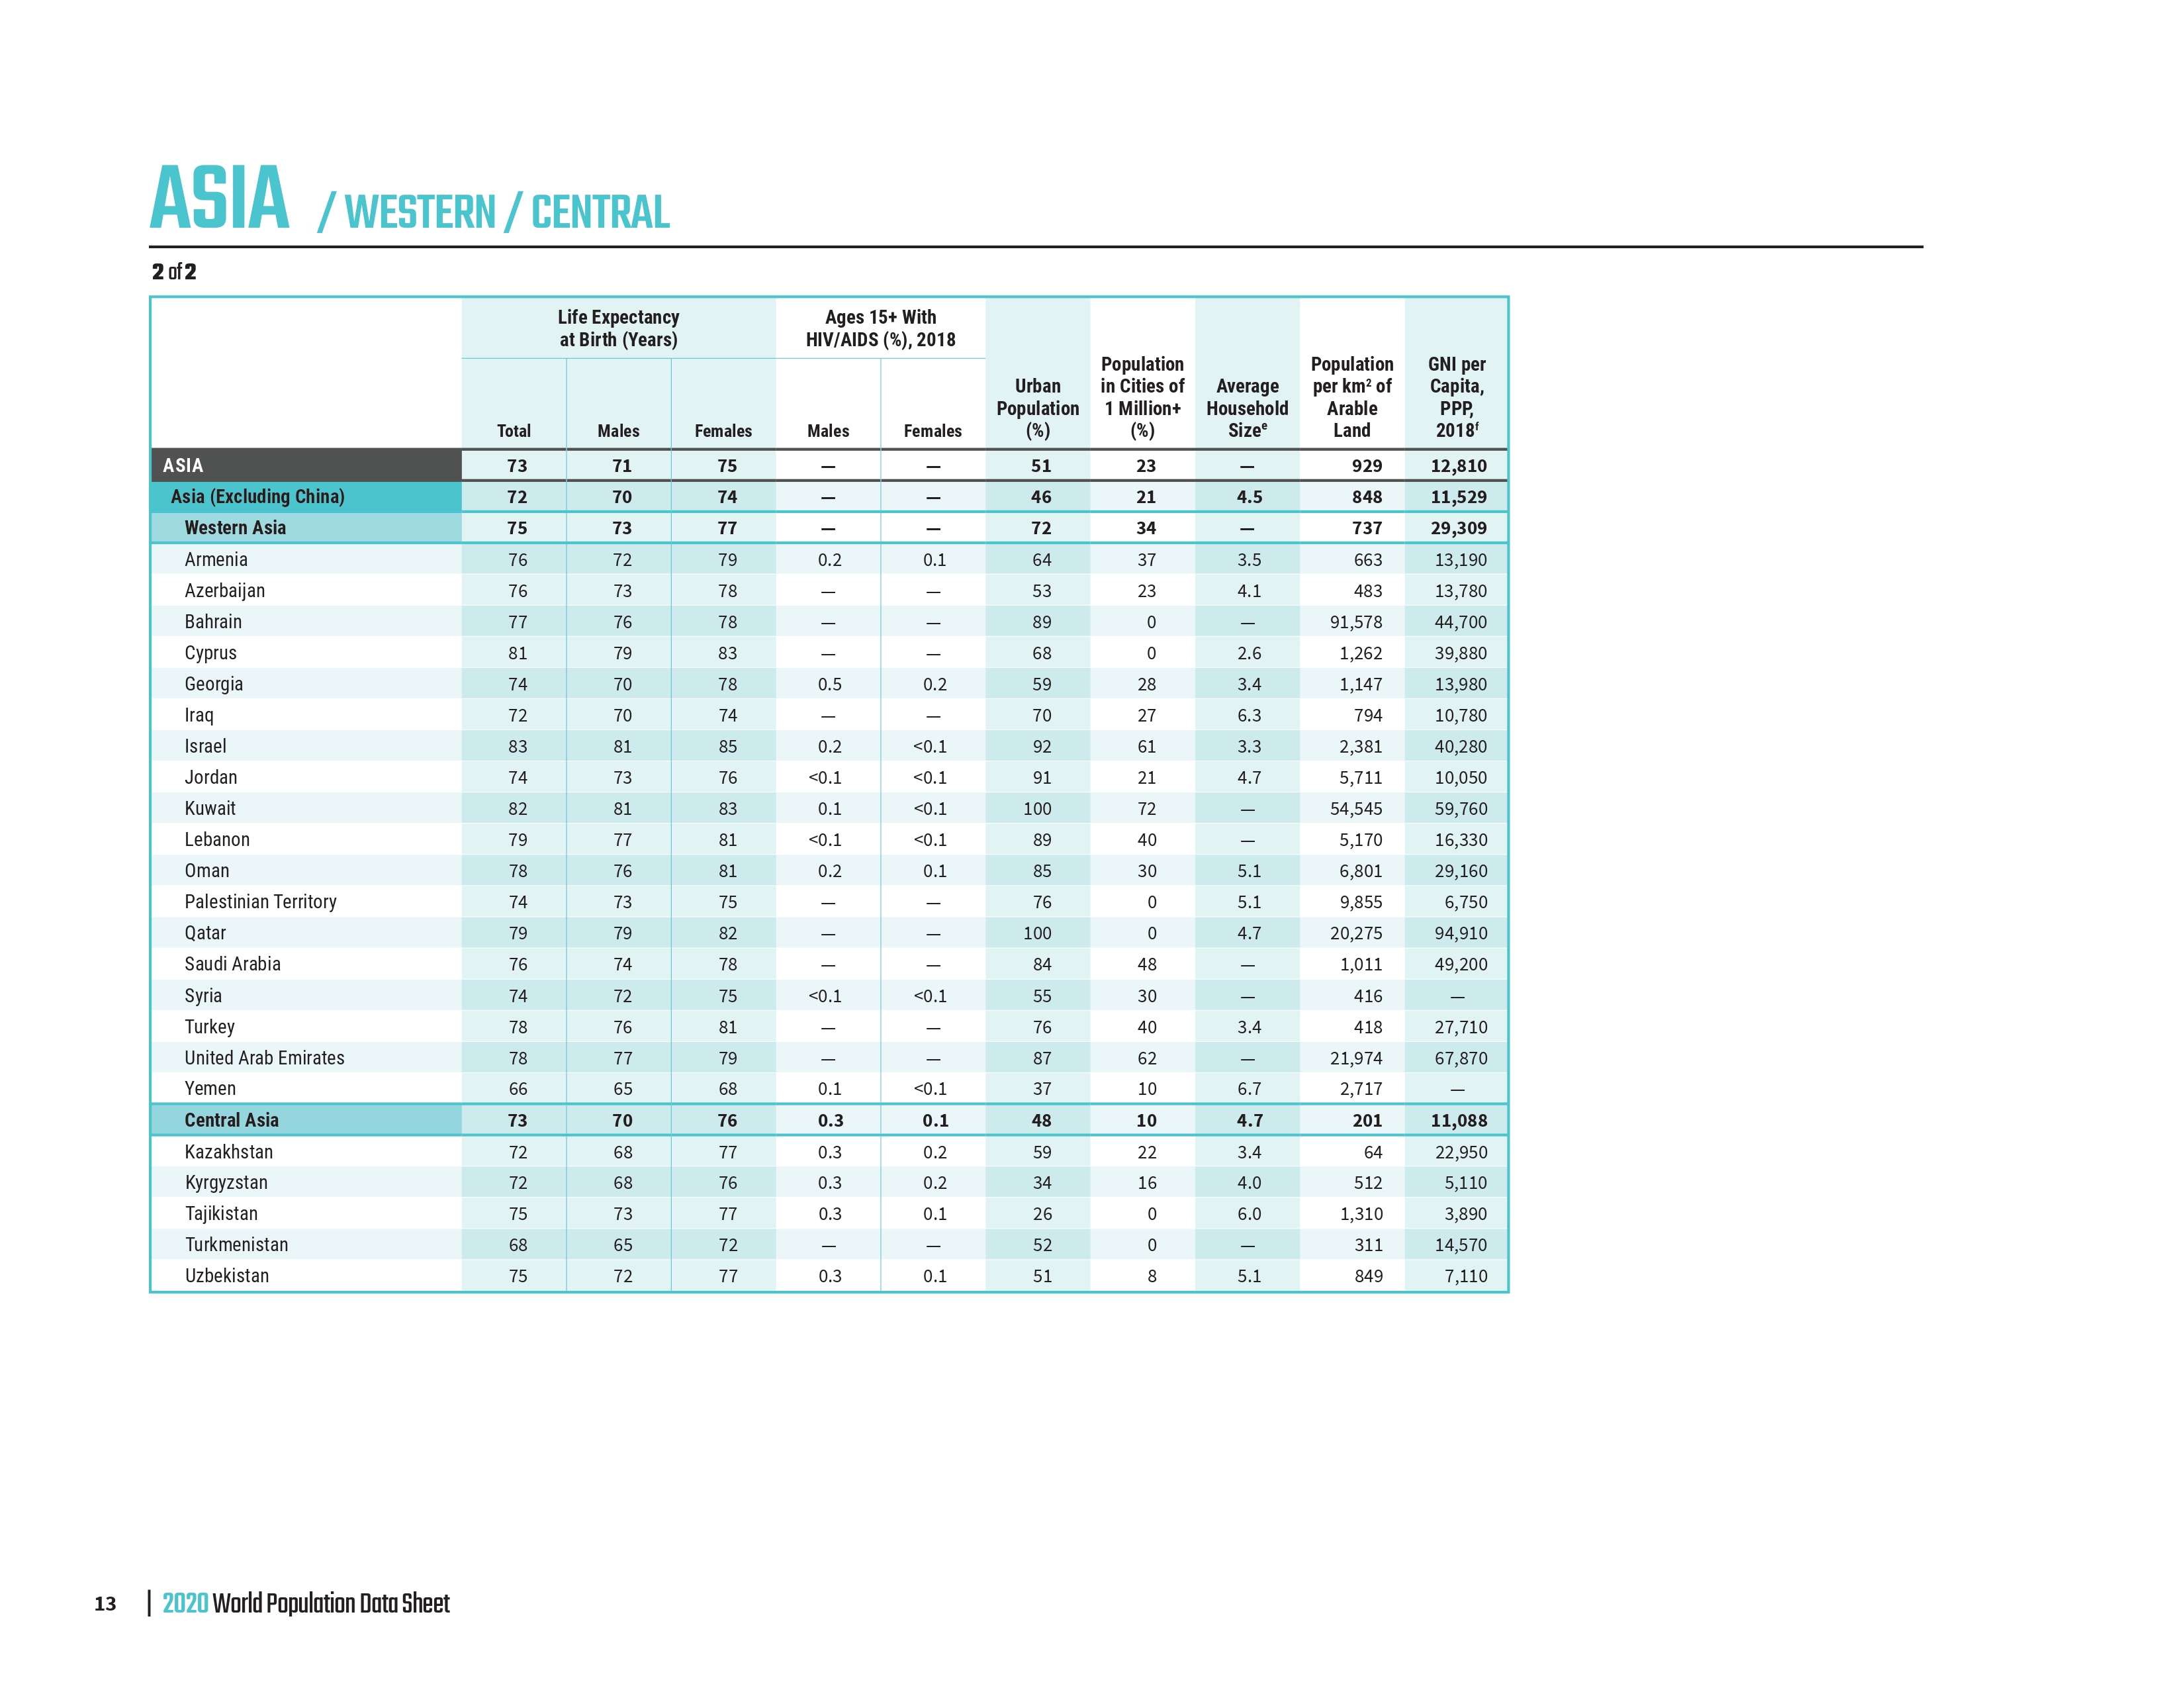 ASIA / WESTERN / CENTRAL
2 of 2
Life Expectancy at Birth (Years) Ages 15+ With HIV/AIDS (%), 2018 Urban Population (%) Population in Cities of 1 Million+ (%) Average Household Sizeᵉ Population per km² of Arable Land GNI per Capita, PPP, 2018ᶠ
Total Males Females Males Females
ASIA 73 71 75 — — 51 23 — 929 12,810
Asia (Excluding China) 72 70 74 — — 46 21 4.5 848 11,529
Western Asia 75 73 77 — — 72 34 — 737 29,309
Armenia 76 72 79 0.2 0.1 64 37 3.5 663 13,190
Azerbaijan 76 73 78 — — 53 23 4.1 483 13,780
Bahrain 77 76 78 — — 89 0 — 91,578 44,700
Cyprus 81 79 83 — — 68 0 2.6 1,262 39,880
Georgia 74 70 78 0.5 0.2 59 28 3.4 1,147 13,980
Iraq 72 70 74 — — 70 27 6.3 794 10,780
Israel 83 81 85 0.2 <0.1 92 61 3.3 2,381 40,280
Jordan 74 73 76 <0.1 <0.1 91 21 4.7 5,711 10,050
Kuwait 82 81 83 0.1 <0.1 100 72 — 54,545 59,760
Lebanon 79 77 81 <0.1 <0.1 89 40 — 5,170 16,330
Oman 78 76 81 0.2 0.1 85 30 5.1 6,801 29,160
Palestinian Territory 74 73 75 — — 76 0 5.1 9,855 6,750
Qatar 79 79 82 — — 100 0 4.7 20,275 94,910
Saudi Arabia 76 74 78 — — 84 48 — 1,011 49,200
Syria 74 72 75 <0.1 <0.1 55 30 — 416 —
Turkey 78 76 81 — — 76 40 3.4 418 27,710
United Arab Emirates 78 77 79 — — 87 62 — 21,974 67,870
Yemen 66 65 68 0.1 <0.1 37 10 6.7 2,717 —
Central Asia 73 70 76 0.3 0.1 48 10 4.7 201 11,088
Kazakhstan 72 68 77 0.3 0.2 59 22 3.4 64 22,950
Kyrgyzstan 72 68 76 0.3 0.2 34 16 4.0 512 5,110
Tajikistan 75 73 77 0.3 0.1 26 0 6.0 1,310 3,890
Turkmenistan 68 65 72 — — 52 0 — 311 14,570
Uzbekistan 75 72 77 0.3 0.1 51 8 5.1 849 7,110
13 | 2020 World Population Data Sheet